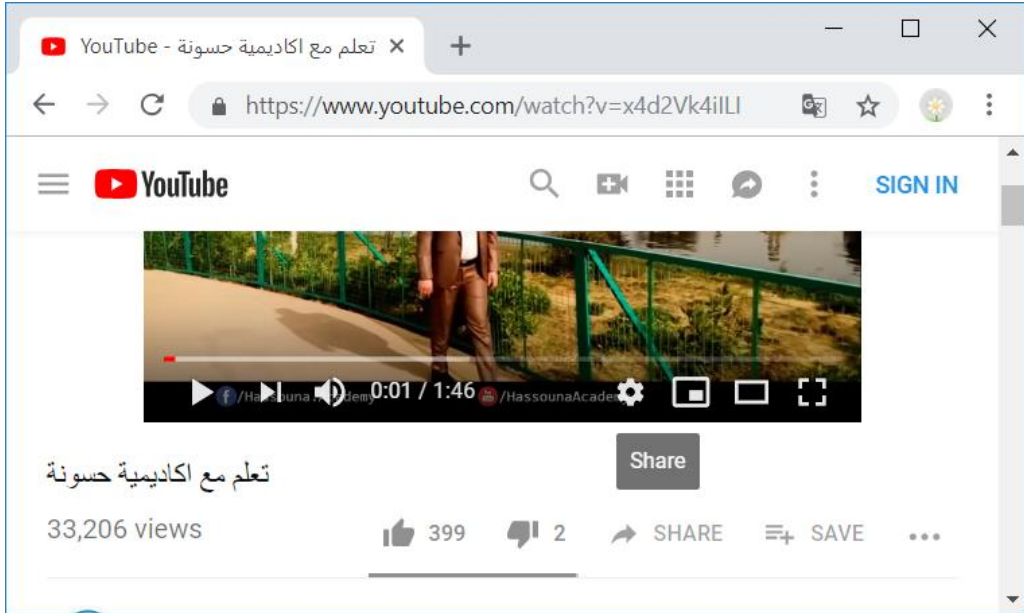 تعلم مع اكاديمية حسونة - YouTube
https://www.youtube.com/watch?v=x4d2Vk4iILI
YouTube
SIGN IN
0:01 / 1:46
/HassounaAcademy
Share
تعلم مع اكاديمية حسونة
33,206 views
399
2
SHARE
SAVE